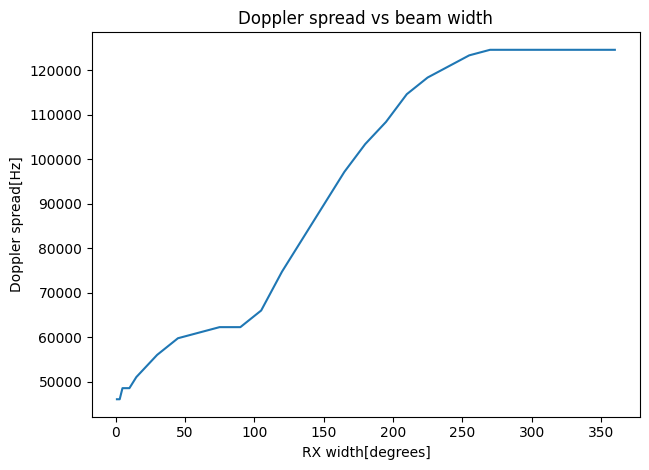 Doppler spread vs beam width
Doppler spread[Hz]
120000
110000
100000
90000
80000
70000
60000
50000
0 50 100 150 200 250 300 350
RX width[degrees]